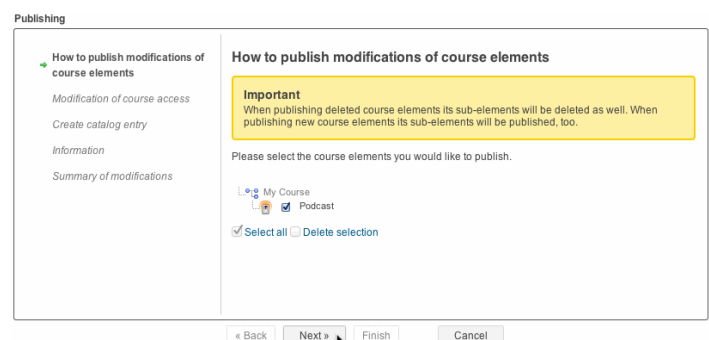 Publishing
How to publish modifications of
course elements
Modification of course access
Create catalog entry
Information
Summary of modifications
How to publish modifications of course elements
Important
When publishing deleted course elements its sub-elements will be deleted as well. When
publishing new course elements its sub-elements will be published, too.
Please select the course elements you would like to publish.
My Course
Podcast
Select all Delete selection
« Back Next » Finish Cancel